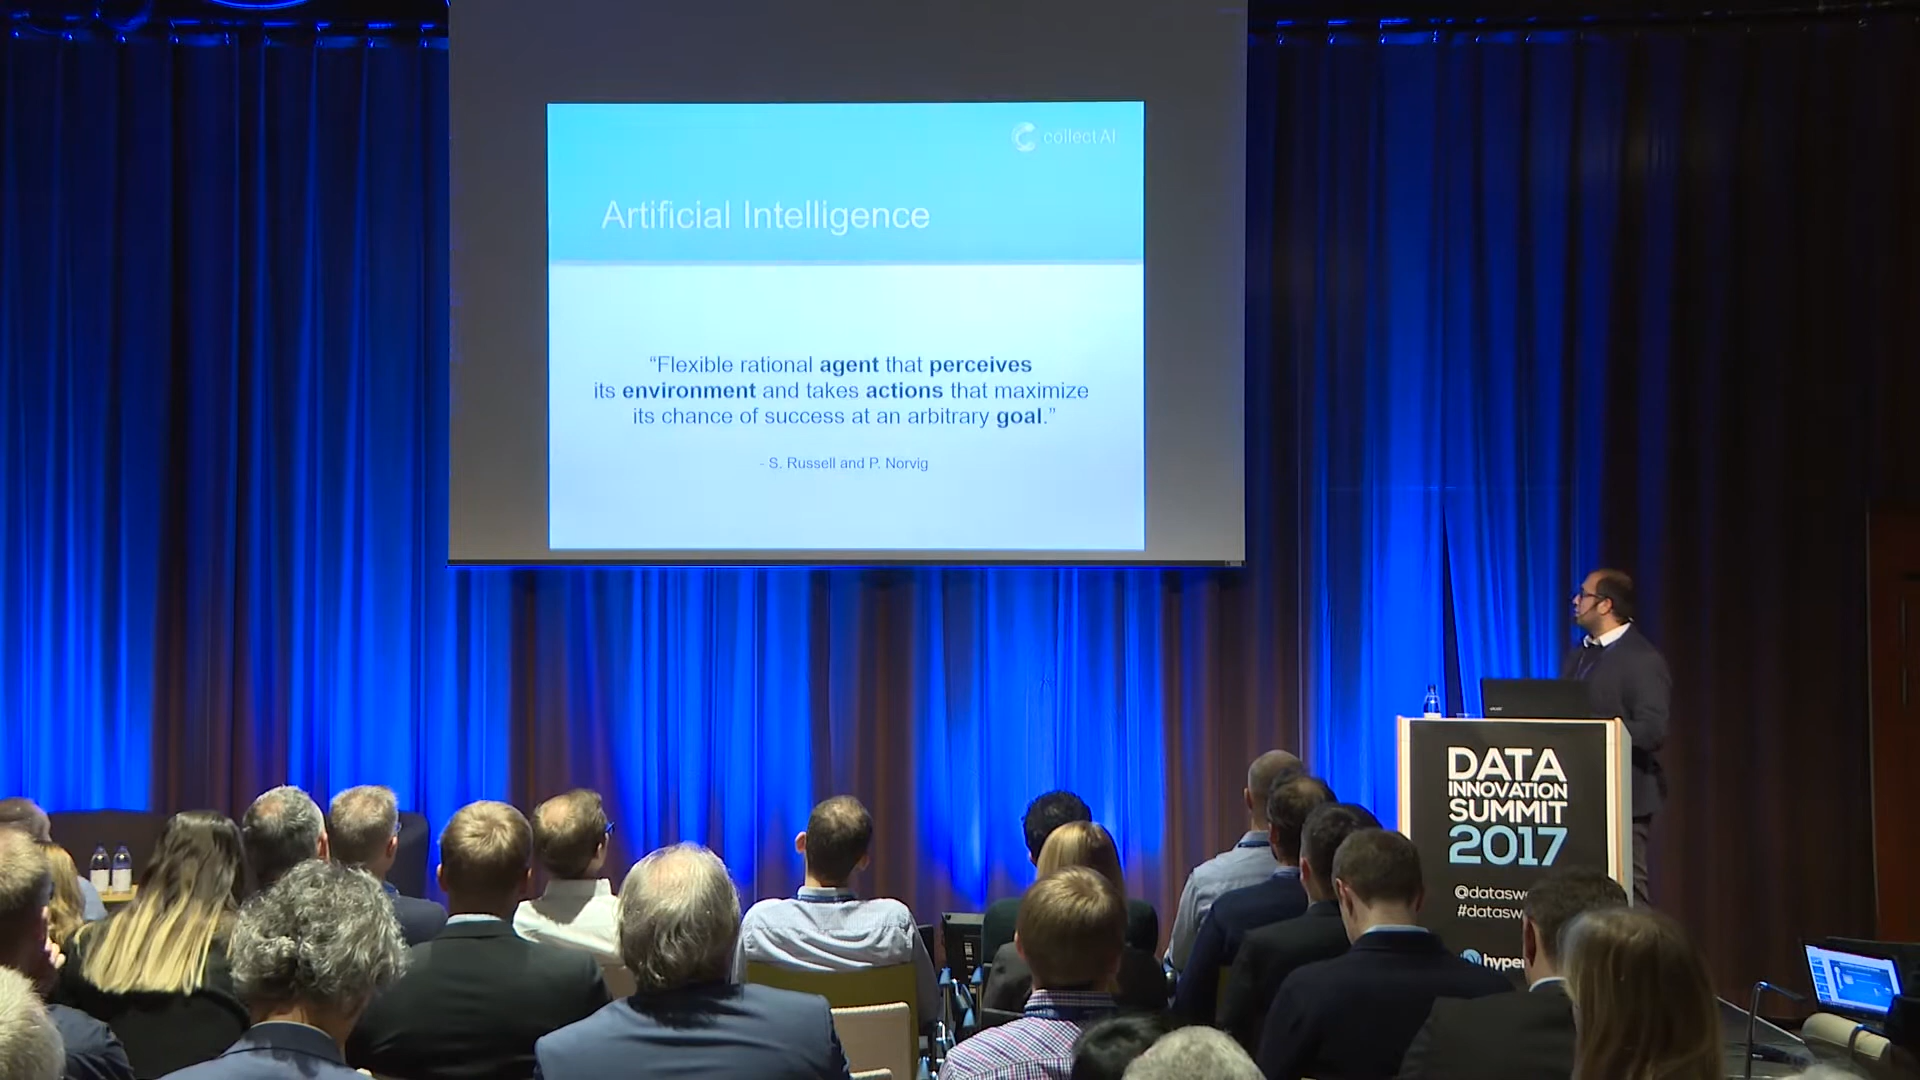 collect AI
Artificial Intelligence
“Flexible rational agent that perceives
its environment and takes actions that maximize
its chance of success at an arbitrary goal.”
- S. Russell and P. Norvig
DATA
INNOVATION
SUMMIT
2017